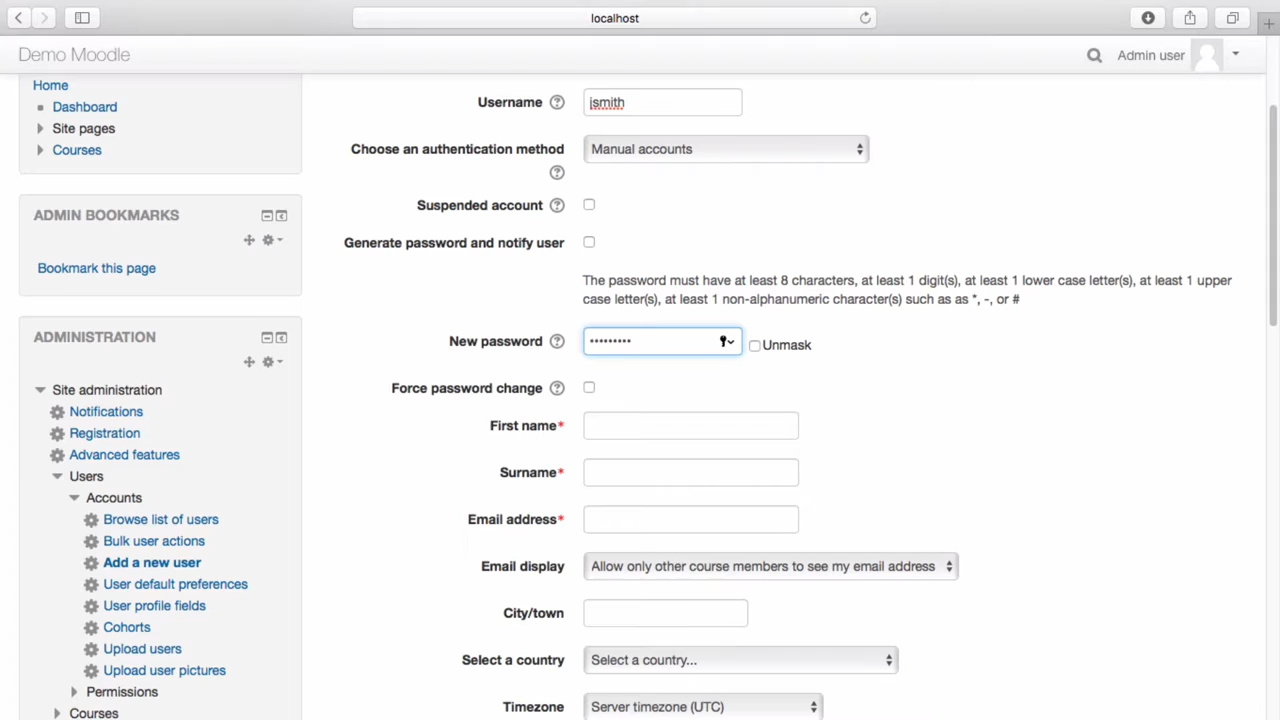 localhost
Demo Moodle
Admin user
Home
Dashboard
Site pages
Courses
ADMIN BOOKMARKS
Bookmark this page
ADMINISTRATION
Site administration
Notifications
Registration
Advanced features
Users
Accounts
Browse list of users
Bulk user actions
Add a new user
User default preferences
User profile fields
Cohorts
Upload users
Upload user pictures
Permissions
Courses
Username jsmith
Choose an authentication method Manual accounts
Suspended account
Generate password and notify user
The password must have at least 8 characters, at least 1 digit(s), at least 1 lower case letter(s), at least 1 upper
case letter(s), at least 1 non-alphanumeric character(s) such as as *, -, or #
New password ••••••••• Unmask
Force password change
First name*
Surname*
Email address*
Email display Allow only other course members to see my email address
City/town
Select a country Select a country...
Timezone Server timezone (UTC)